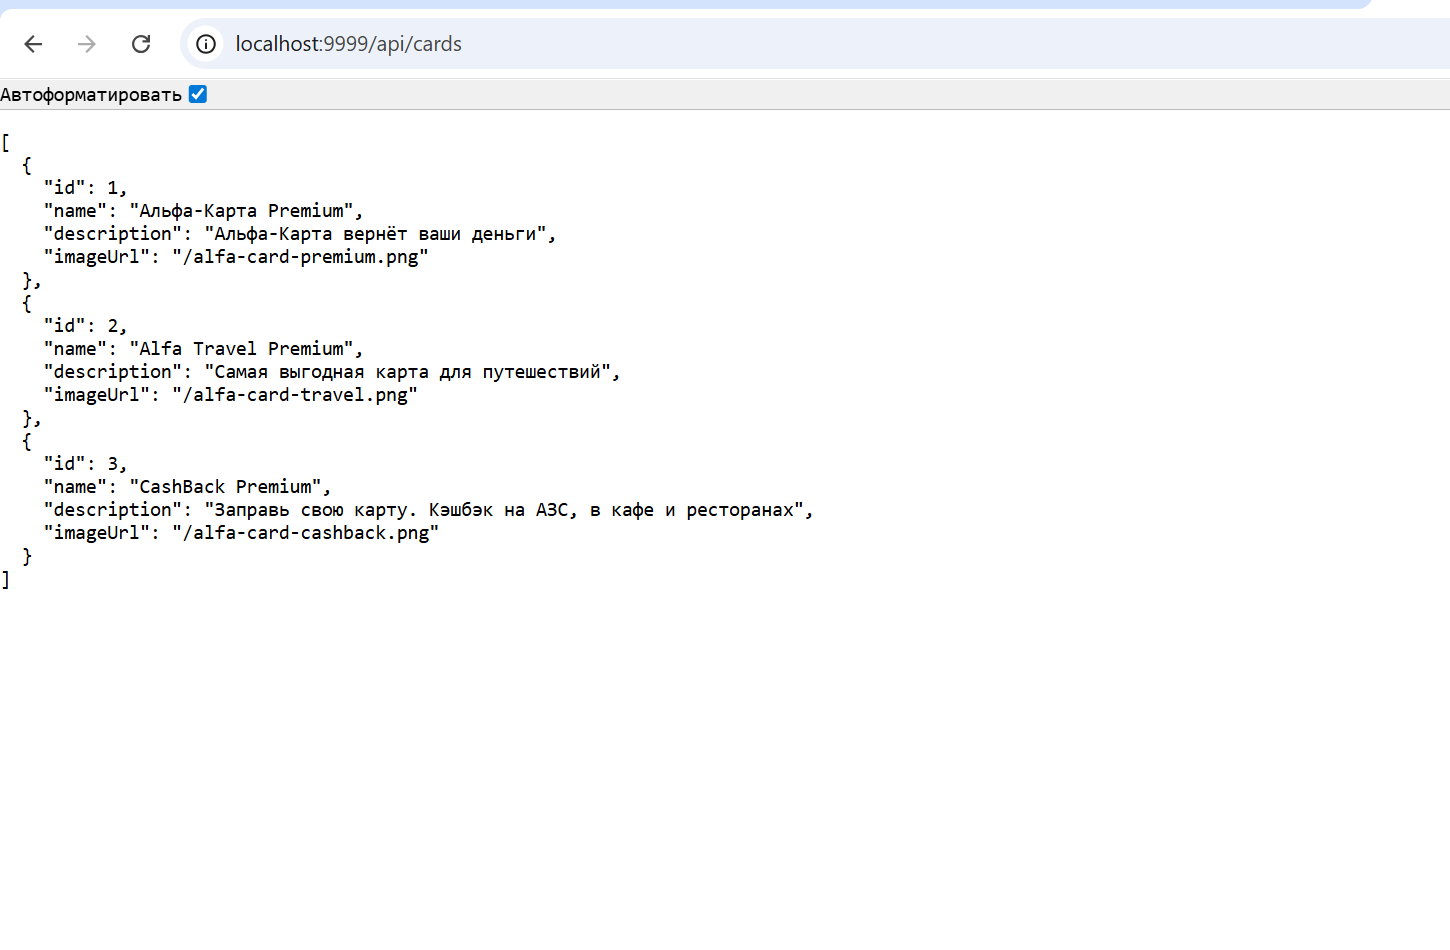 localhost:9999/api/cards
Автоформатировать
[
  {
    "id": 1,
    "name": "Альфа-Карта Premium",
    "description": "Альфа-Карта вернёт ваши деньги",
    "imageUrl": "/alfa-card-premium.png"
  },
  {
    "id": 2,
    "name": "Alfa Travel Premium",
    "description": "Самая выгодная карта для путешествий",
    "imageUrl": "/alfa-card-travel.png"
  },
  {
    "id": 3,
    "name": "CashBack Premium",
    "description": "Заправь свою карту. Кэшбэк на АЗС, в кафе и ресторанах",
    "imageUrl": "/alfa-card-cashback.png"
  }
]